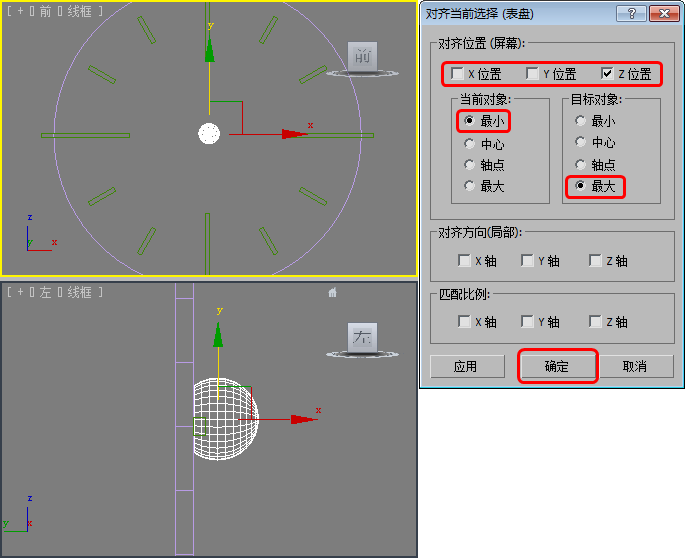 [ + ][ 前 ][ 线框 ]
y
前
x
z
y
x
[ + ][ 左 ][ 线框 ]
y
左
x
z
y
x
对齐当前选择 (表盘)
?
对齐位置 (屏幕):
X 位置 Y 位置 Z 位置
当前对象: 目标对象:
最小 最小
中心 中心
轴点 轴点
最大 最大
对齐方向(局部):
X 轴 Y 轴 Z 轴
匹配比例:
X 轴 Y 轴 Z 轴
应用 确定 取消